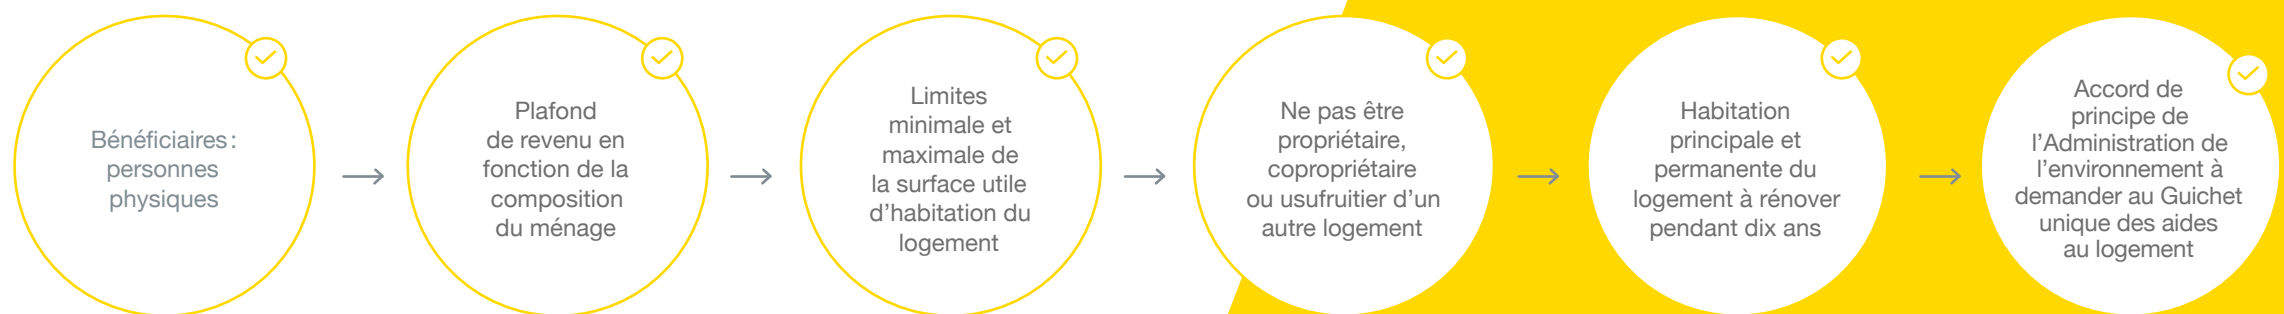 Bénéficiaires :
personnes
physiques
Plafond
de revenu en
fonction de la
composition
du ménage
Limites
minimale et
maximale de
la surface utile
d’habitation du
logement
Ne pas être
propriétaire,
copropriétaire
ou usufruitier d’un
autre logement
Habitation
principale et
permanente du
logement à rénover
pendant dix ans
Accord de
principe de
l’Administration de
l’environnement à
demander au Guichet
unique des aides
au logement